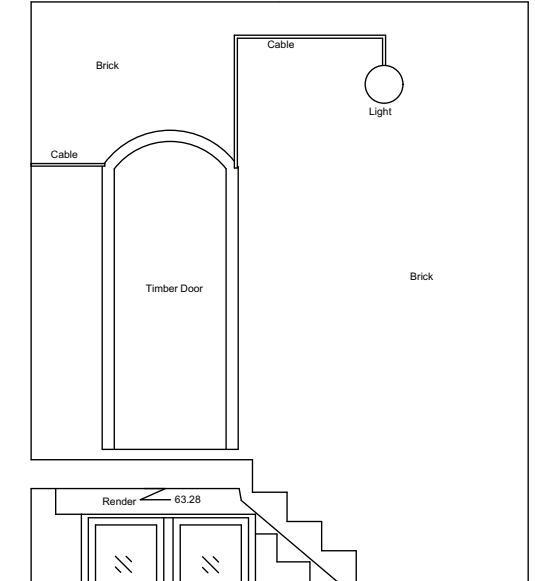 Cable
Brick
Light
Cable
Brick
Timber Door
Render 63.28